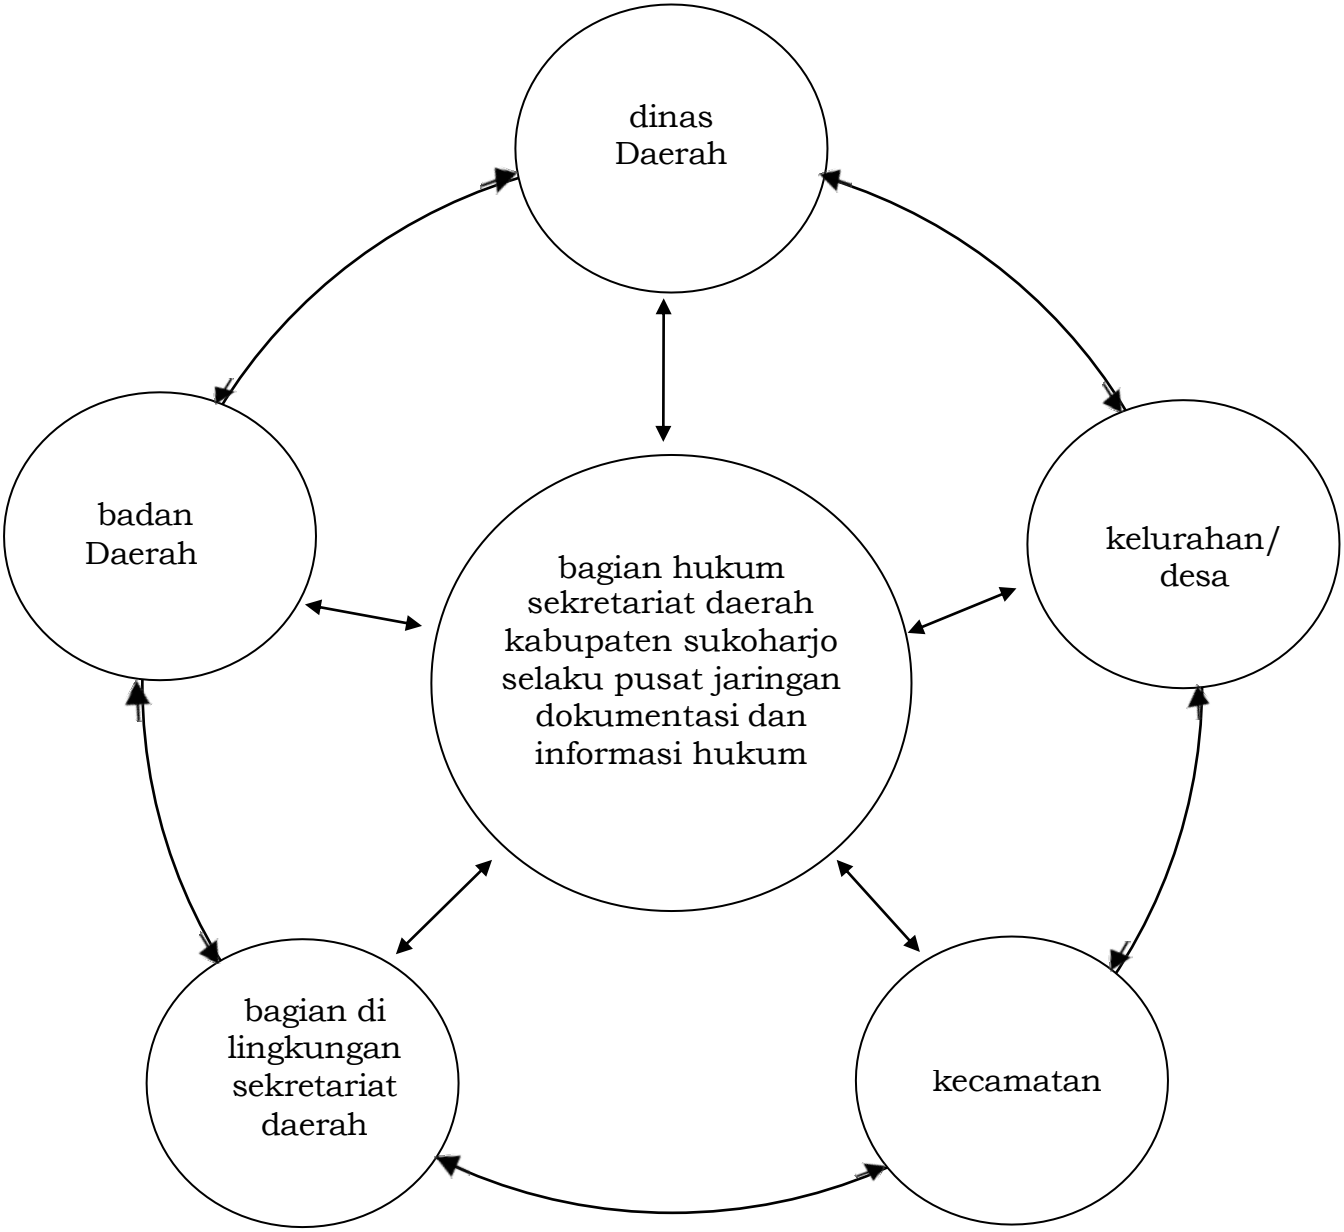 dinas
Daerah
badan
Daerah
kelurahan/
desa
bagian hukum
sekretariat daerah
kabupaten sukoharjo
selaku pusat jaringan
dokumentasi dan
informasi hukum
bagian di
lingkungan
sekretariat
daerah
kecamatan